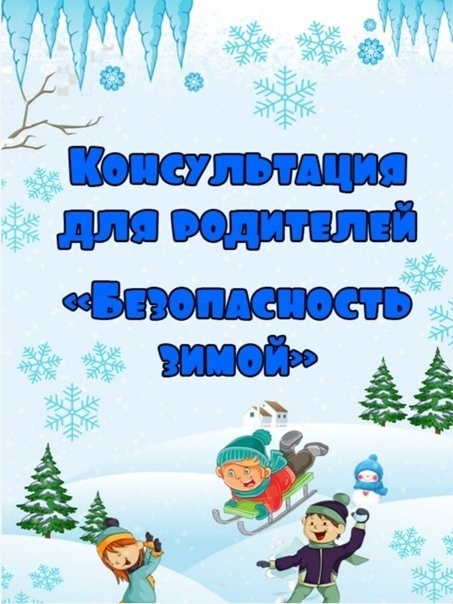 Консультация
для родителей
«Безопасность
зимой»